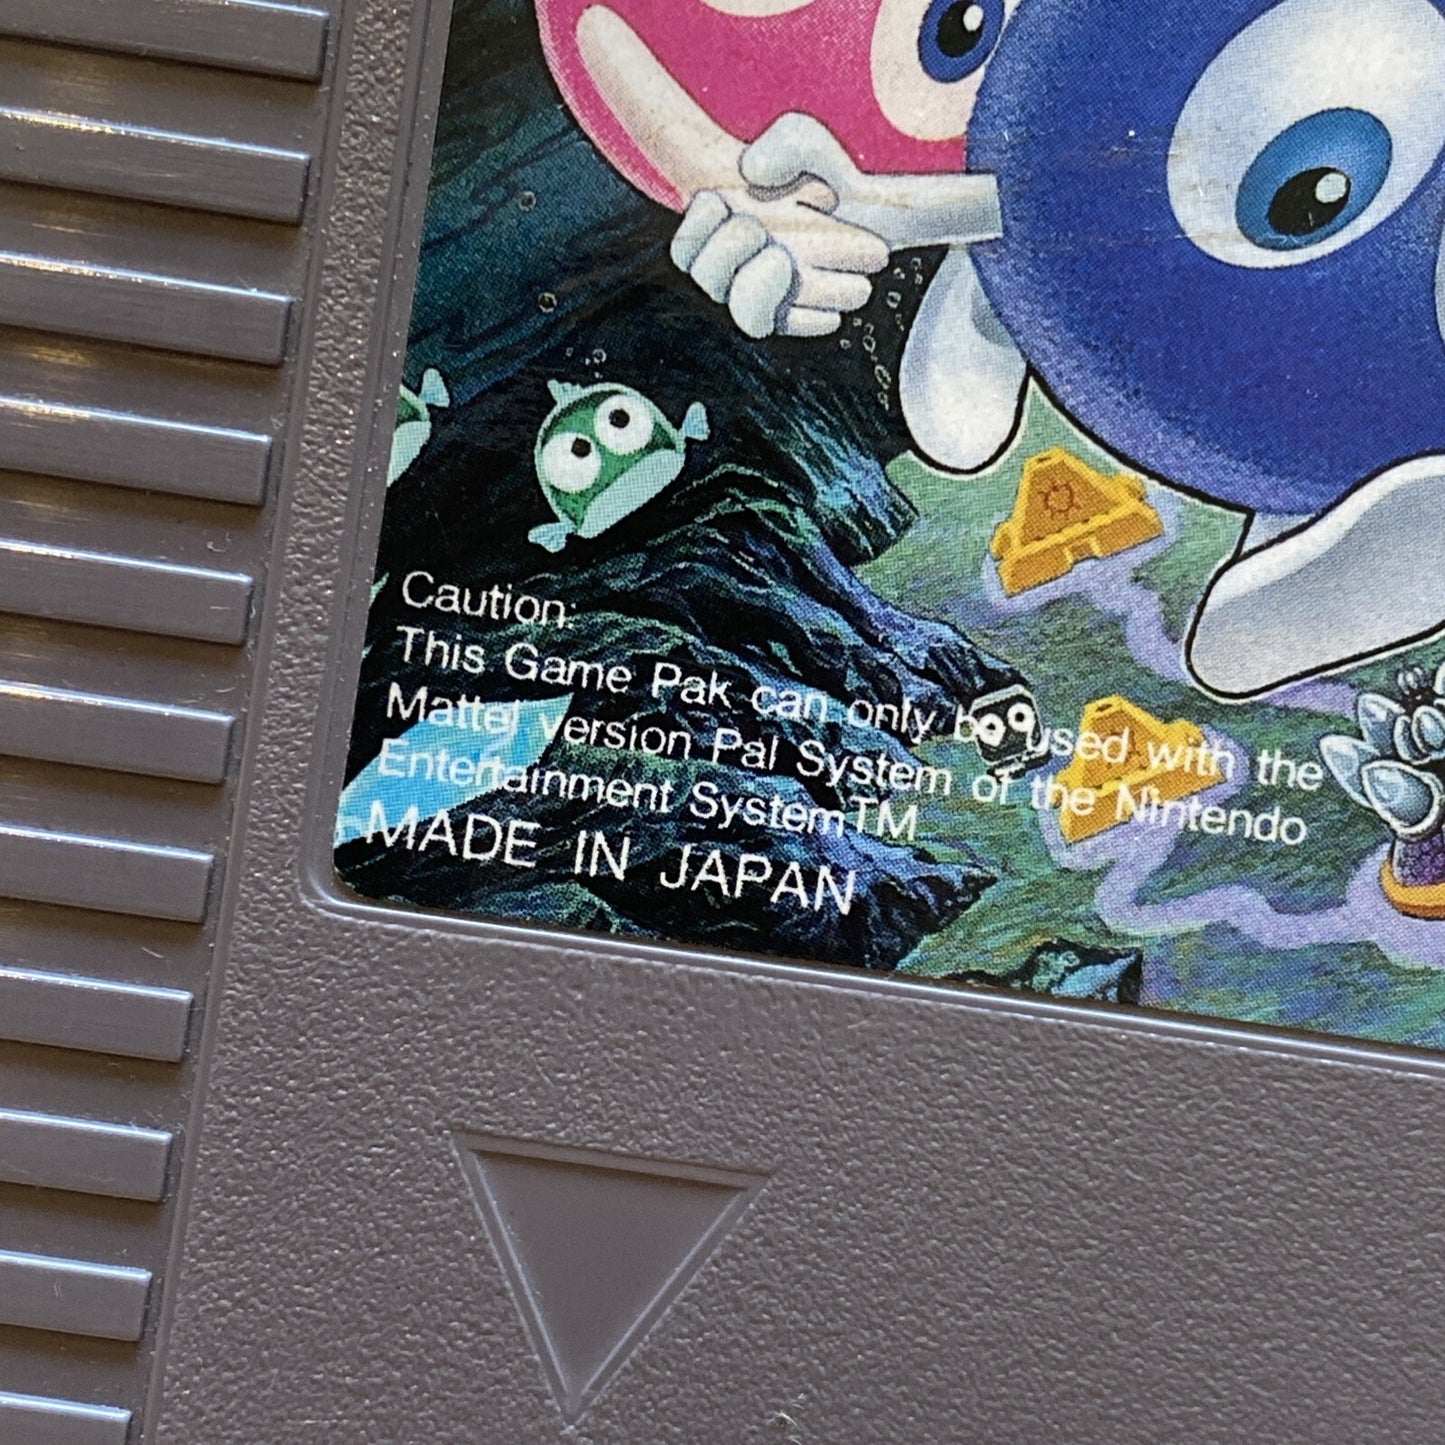 Caution:
This Game Pak can only be used with the
Mattel version Pal System of the Nintendo
Entertainment SystemTM
MADE IN JAPAN